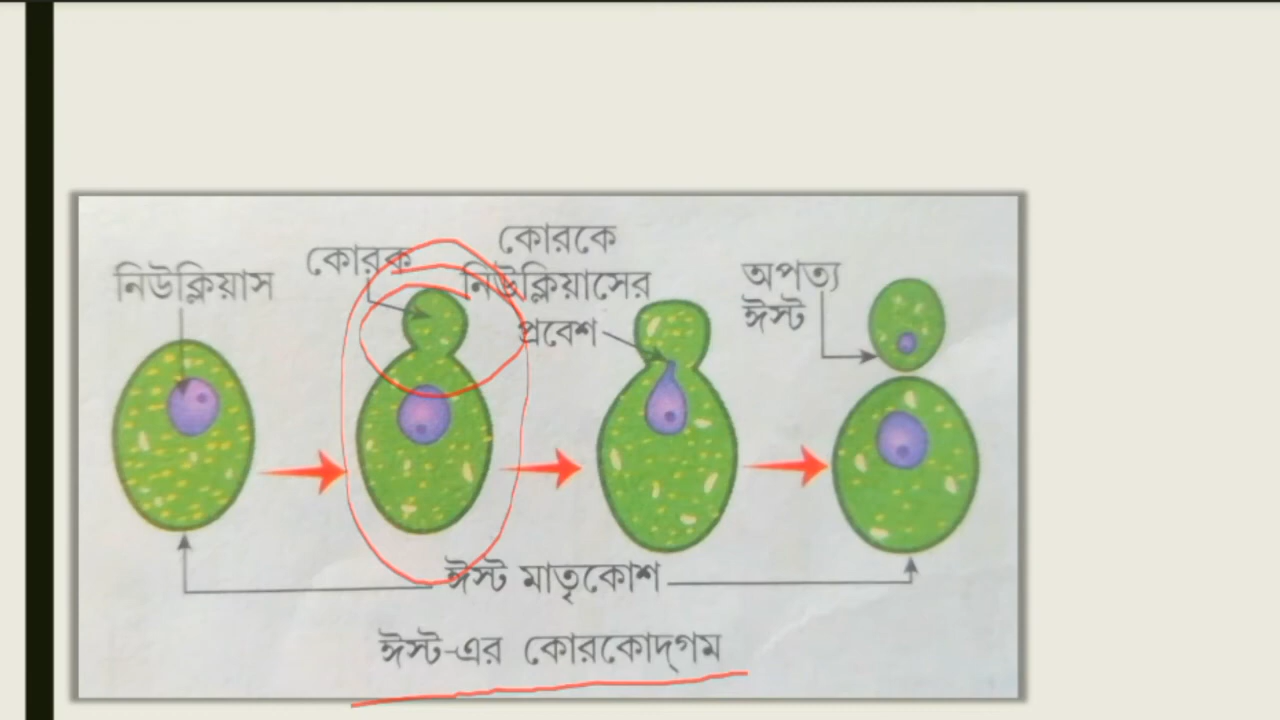 নিউক্লিয়াস
কোরক
কোরকে
নিউক্লিয়াসের
প্রবেশ
অপত্য
ঈস্ট
ঈস্ট মাতৃকোশ
ঈস্ট-এর কোরকোদ্‌গম